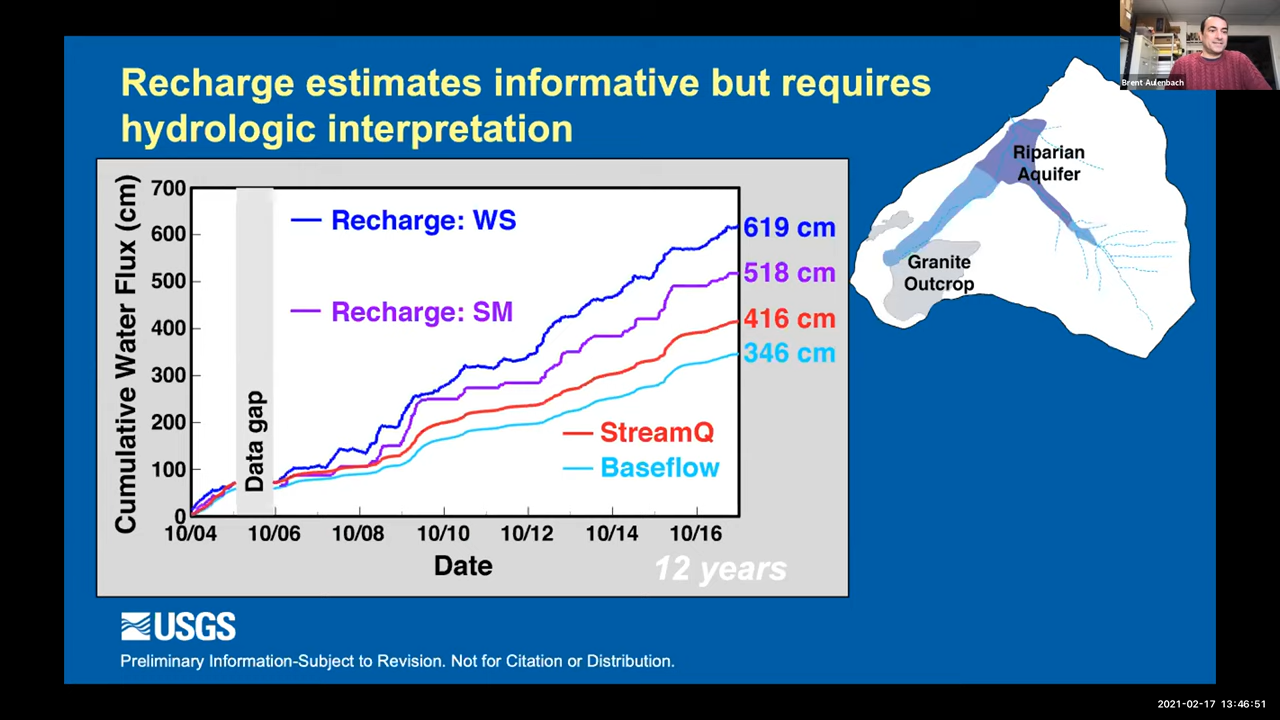 Brent Aulenbach
Recharge estimates informative but requires
hydrologic interpretation
Riparian
Aquifer
Granite
Outcrop
Cumulative Water Flux (cm)
700
600
500
400
300
200
100
0
Recharge: WS
Recharge: SM
StreamQ
Baseflow
Data gap
619 cm
518 cm
416 cm
346 cm
10/04 10/06 10/08 10/10 10/12 10/14 10/16
Date
12 years
USGS
Preliminary Information-Subject to Revision. Not for Citation or Distribution.
2021-02-17 13:46:51